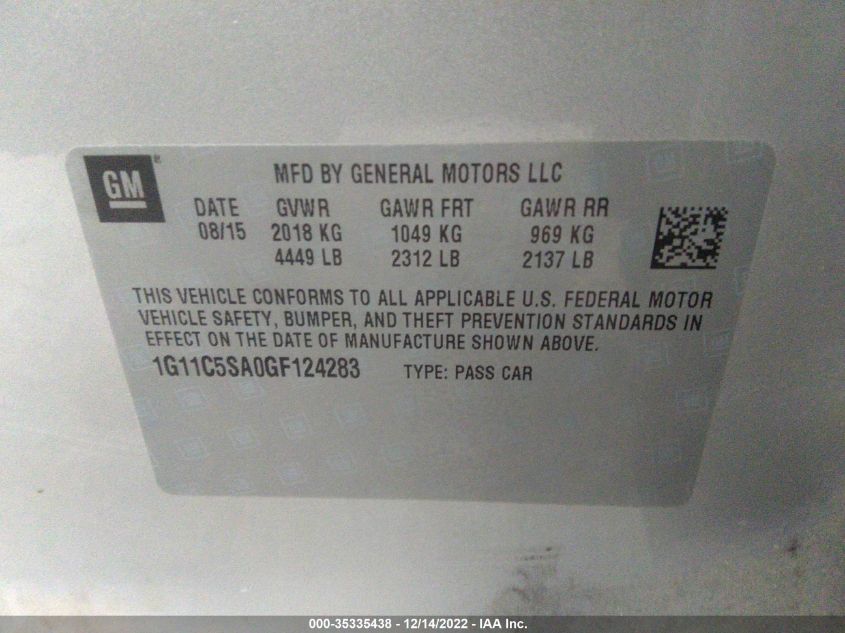 GM
MFD BY GENERAL MOTORS LLC
DATE GVWR GAWR FRT GAWR RR
08/15 2018 KG 1049 KG 969 KG
4449 LB 2312 LB 2137 LB
THIS VEHICLE CONFORMS TO ALL APPLICABLE U.S. FEDERAL MOTOR
VEHICLE SAFETY, BUMPER, AND THEFT PREVENTION STANDARDS IN
EFFECT ON THE DATE OF MANUFACTURE SHOWN ABOVE.
1G11C5SA0GF124283 TYPE: PASS CAR
000-35335438 - 12/14/2022 - IAA Inc.